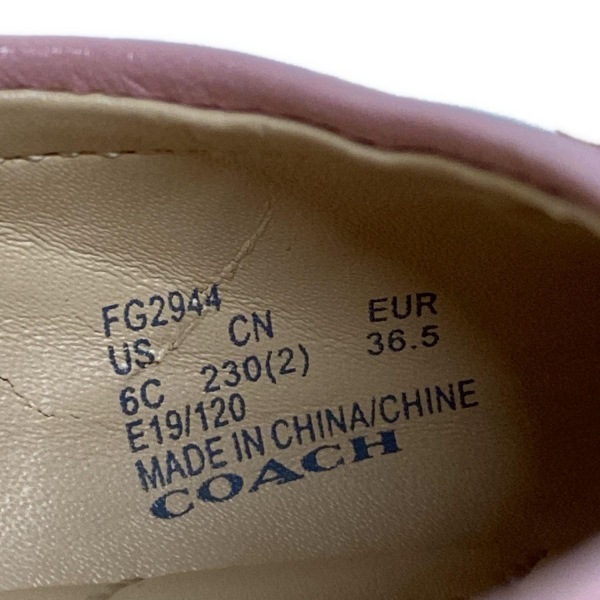 FG2944
US. CN EUR
6C 230(2) 36.5
E19/120
MADE IN CHINA/CHINE
COACH